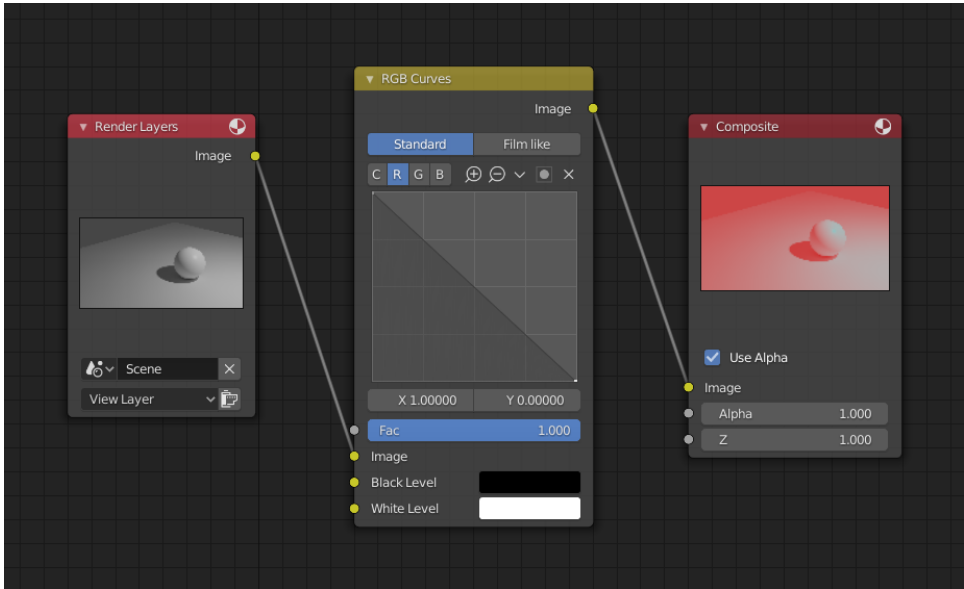 Render Layers
Image
Scene
View Layer
RGB Curves
Image
Standard Film like
C R G B
X 1.00000 Y 0.00000
Fac 1.000
Image
Black Level
White Level
Composite
Use Alpha
Image
Alpha 1.000
Z 1.000